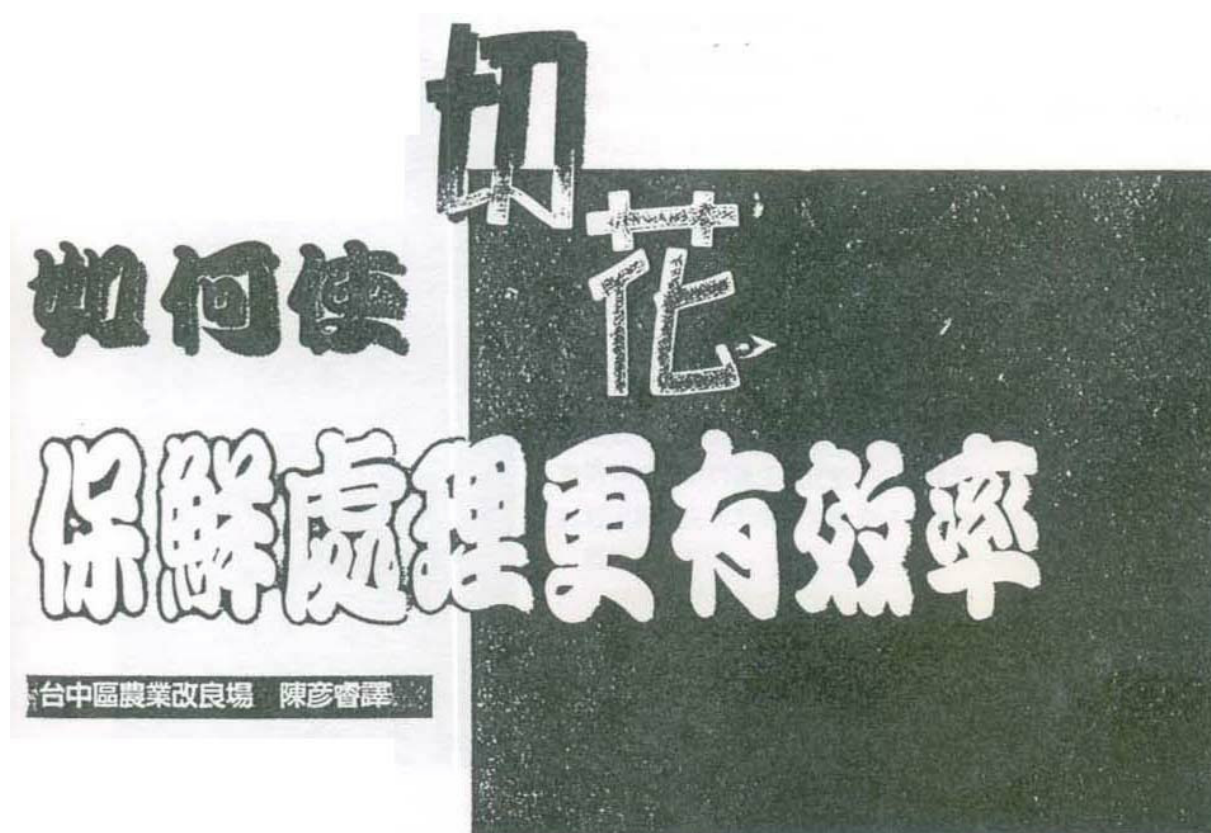 如何使切花
保鮮處理更有效率
台中區農業改良場 陳彥睿譯